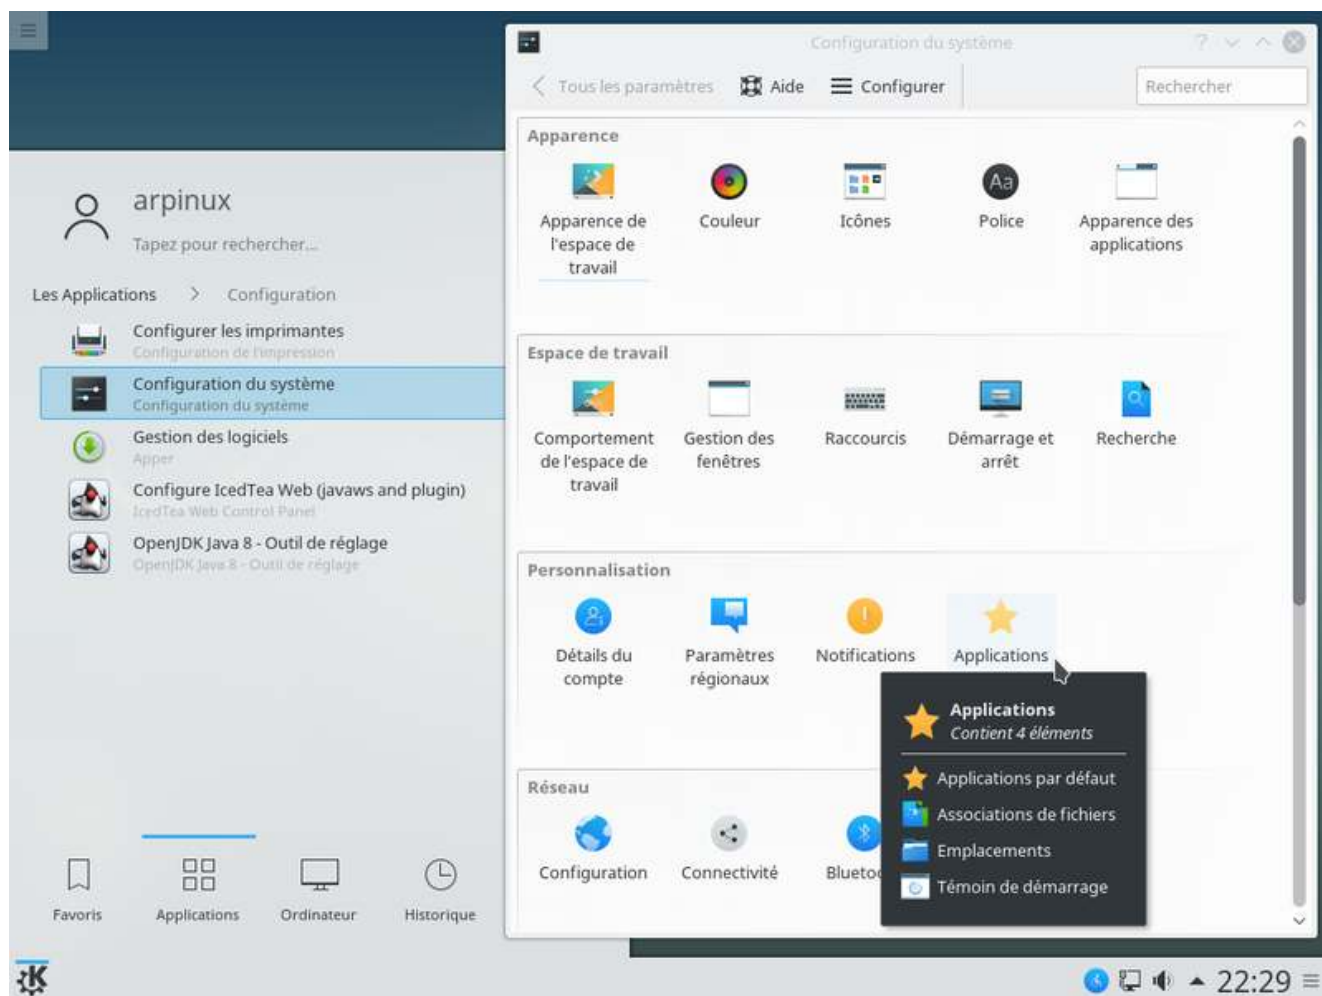 Configuration du système
Tous les paramètres
Aide
Configurer
Rechercher
Apparence
Apparence de
l'espace de
travail
Couleur
Icônes
Aa
Police
Apparence des
applications
Espace de travail
Comportement
de l'espace de
travail
Gestion des
fenêtres
Raccourcis
Démarrage et
arrêt
Recherche
Personnalisation
Détails du
compte
Paramètres
régionaux
Notifications
Applications
Applications
Contient 4 éléments
Applications par défaut
Associations de fichiers
Emplacements
Témoin de démarrage
Réseau
Configuration
Connectivité
Bluetoo
arpinux
Tapez pour rechercher...
Les Applications > Configuration
Configurer les imprimantes
Configuration de l'impression
Configuration du système
Configuration du système
Gestion des logiciels
Apper
Configure IcedTea Web (javaws and plugin)
IcedTea Web Control Panel
OpenJDK Java 8 - Outil de réglage
OpenJDK Java 8 - Outil de réglage
Favoris
Applications
Ordinateur
Historique
22:29